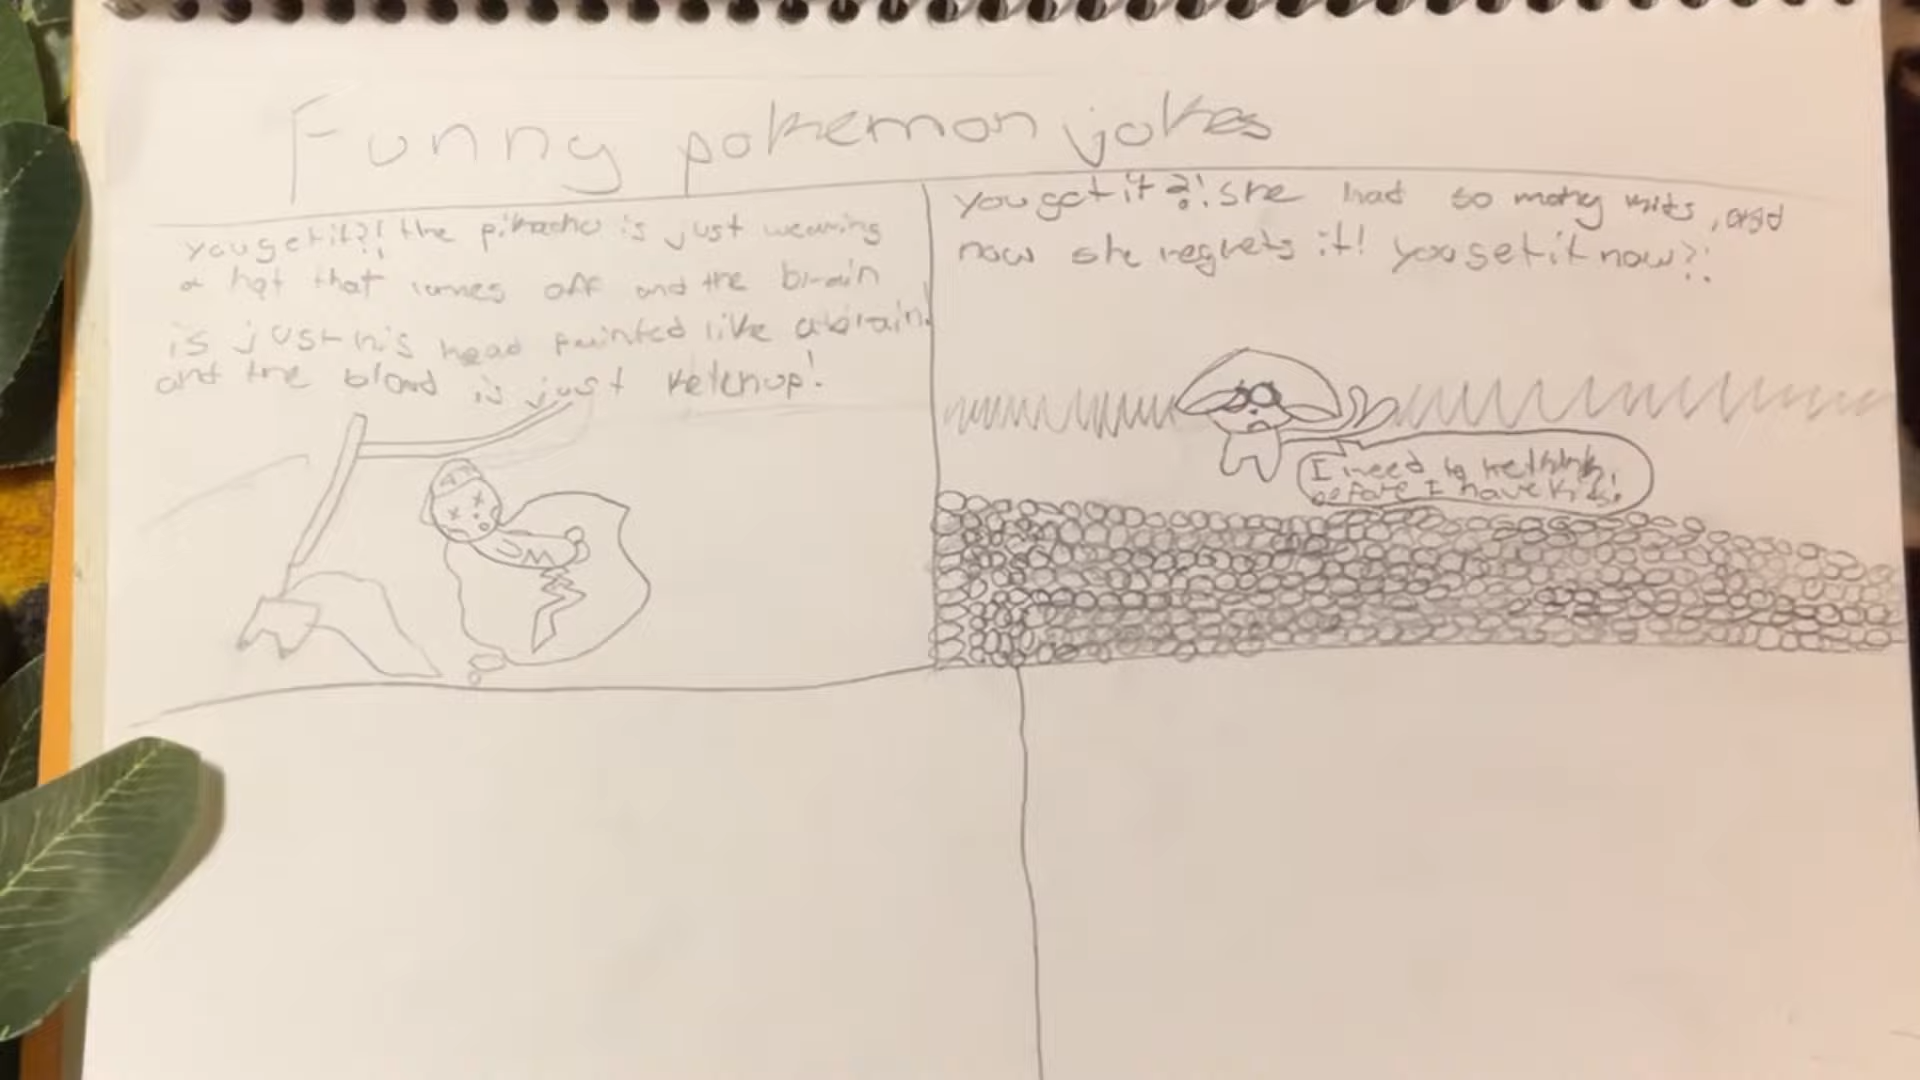 Funny pokemon jokes
you get it?! the pikacho is just wearing
a hat that comes off and the brain
is just his head painted like a brain.
and the blood is just ketchup!
you get it?! she had so many kids, and
now she regrets it! you get it now?!
I need to rethink
before I have kids!